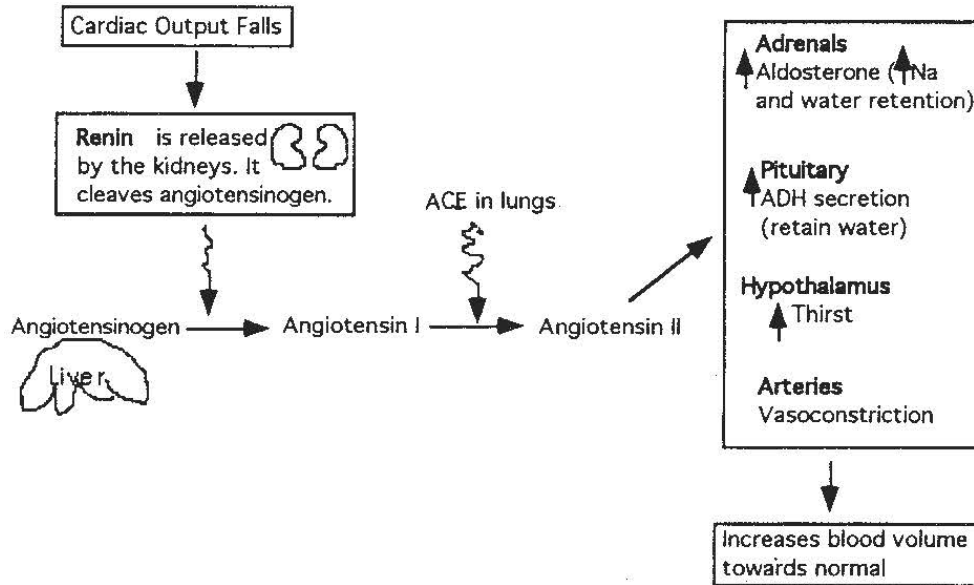 Cardiac Output Falls
Renin is released
by the kidneys. It
cleaves angiotensinogen.
ACE in lungs
Angiotensinogen
Angiotensin I
Angiotensin II
Liver
Adrenals
Aldosterone (↑Na
and water retention)
Pituitary
ADH secretion
(retain water)
Hypothalamus
Thirst
Arteries
Vasoconstriction
Increases blood volume
towards normal